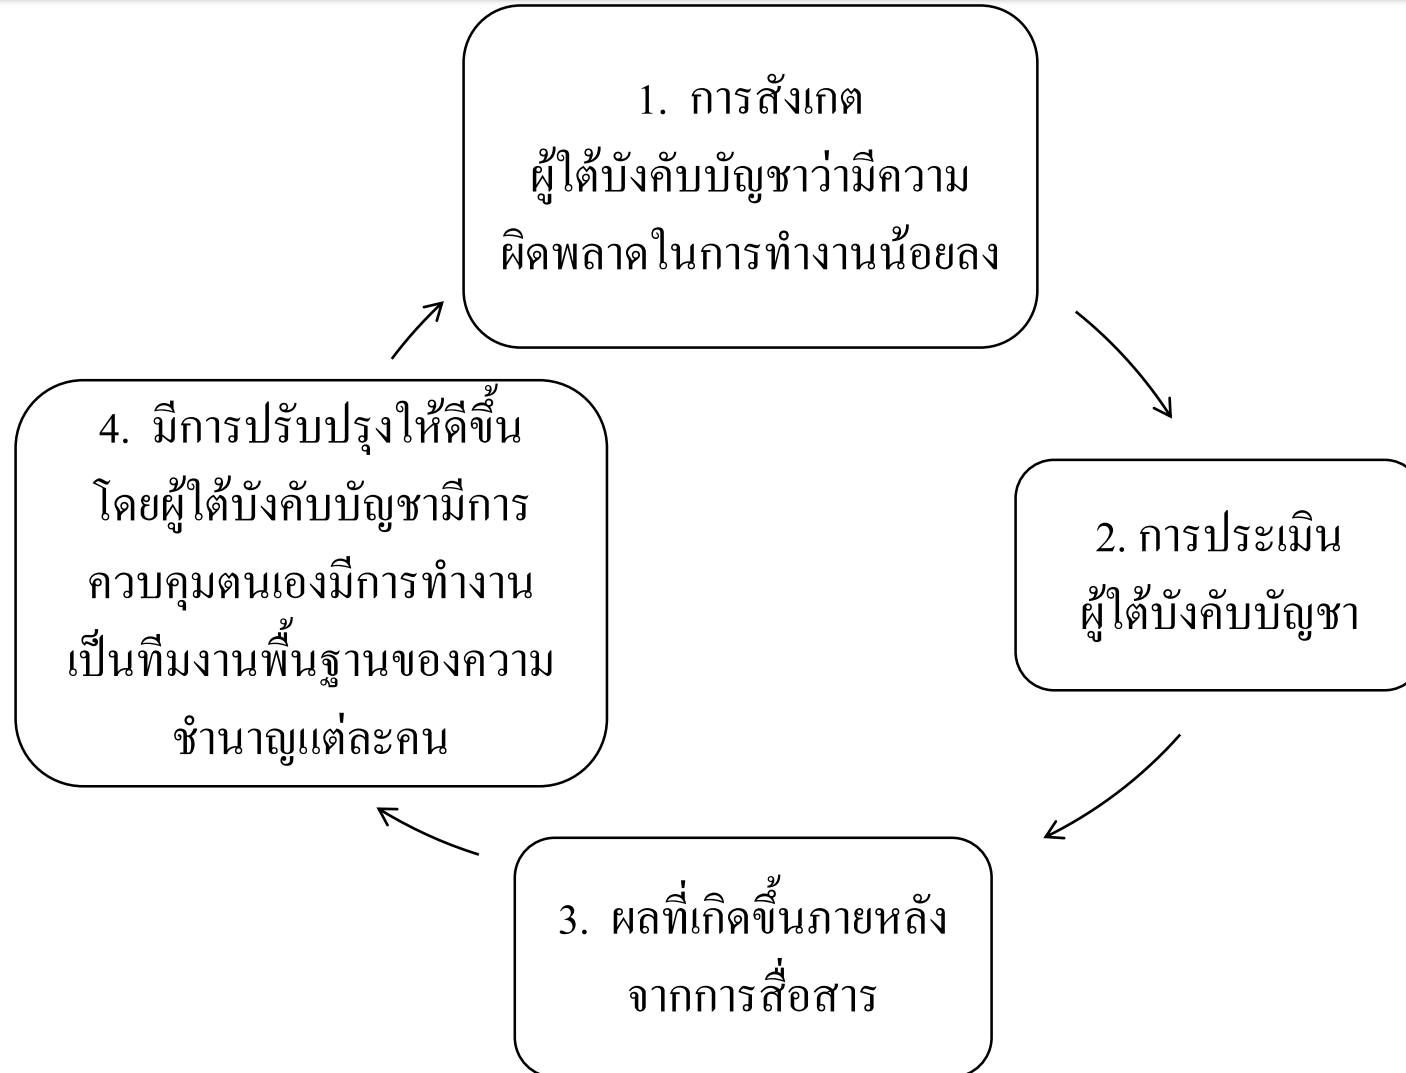 1. การสังเกต
ผู้ใต้บังคับบัญชาว่ามีความ
ผิดพลาดในการทำงานน้อยลง
2. การประเมิน
ผู้ใต้บังคับบัญชา
3. ผลที่เกิดขึ้นภายหลัง
จากการสื่อสาร
4. มีการปรับปรุงให้ดีขึ้น
โดยผู้ใต้บังคับบัญชามีการ
ควบคุมตนเองมีการทำงาน
เป็นทีมงานพื้นฐานของความ
ชำนาญแต่ละคน